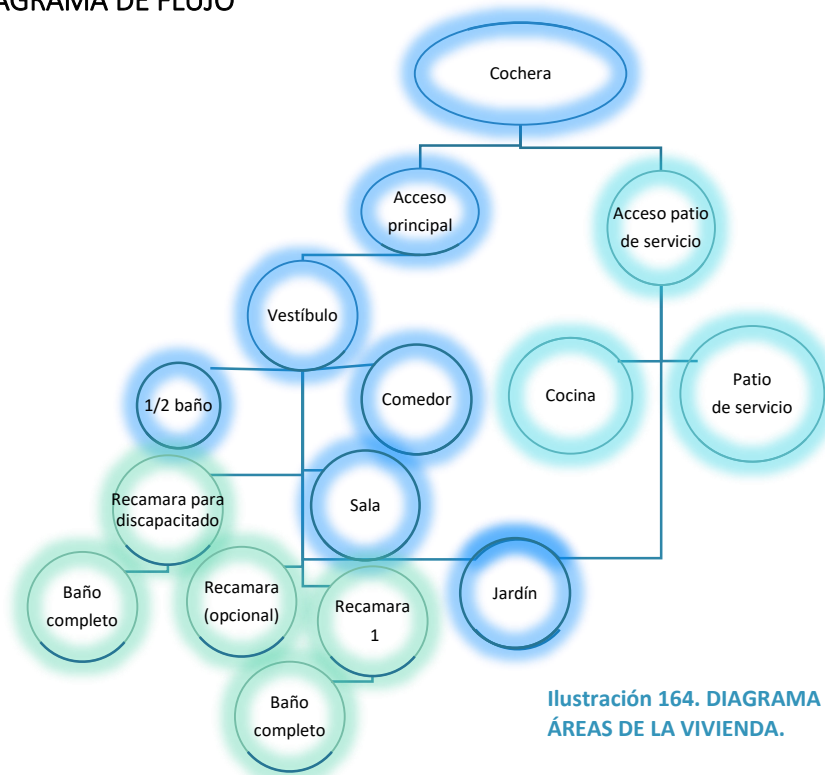 AGRAMA DE FLUJO
Cochera
Acceso
principal
Acceso patio
de servicio
Vestíbulo
1/2 baño
Comedor
Cocina
Patio
de servicio
Recamara para
discapacitado
Sala
Baño
completo
Recamara
(opcional)
Recamara
1
Jardín
Baño
completo
Ilustración 164. DIAGRAMA
ÁREAS DE LA VIVIENDA.